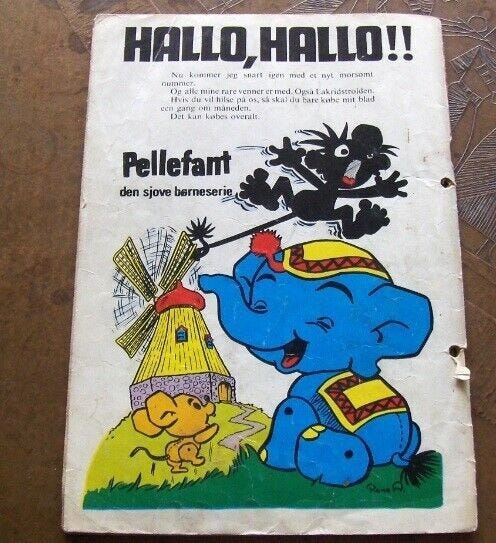 HALLO, HALLO!!
Nu kommer jeg snart igen med et nyt morsomt
nummer.
Og alle mine rare venner er med. Også Lakridstrolden.
Hvis du vil hilse på os, så skal du bare købe mit blad
een gang om måneden.
Det kan købes overalt.
Pellefant
den sjove børneserie